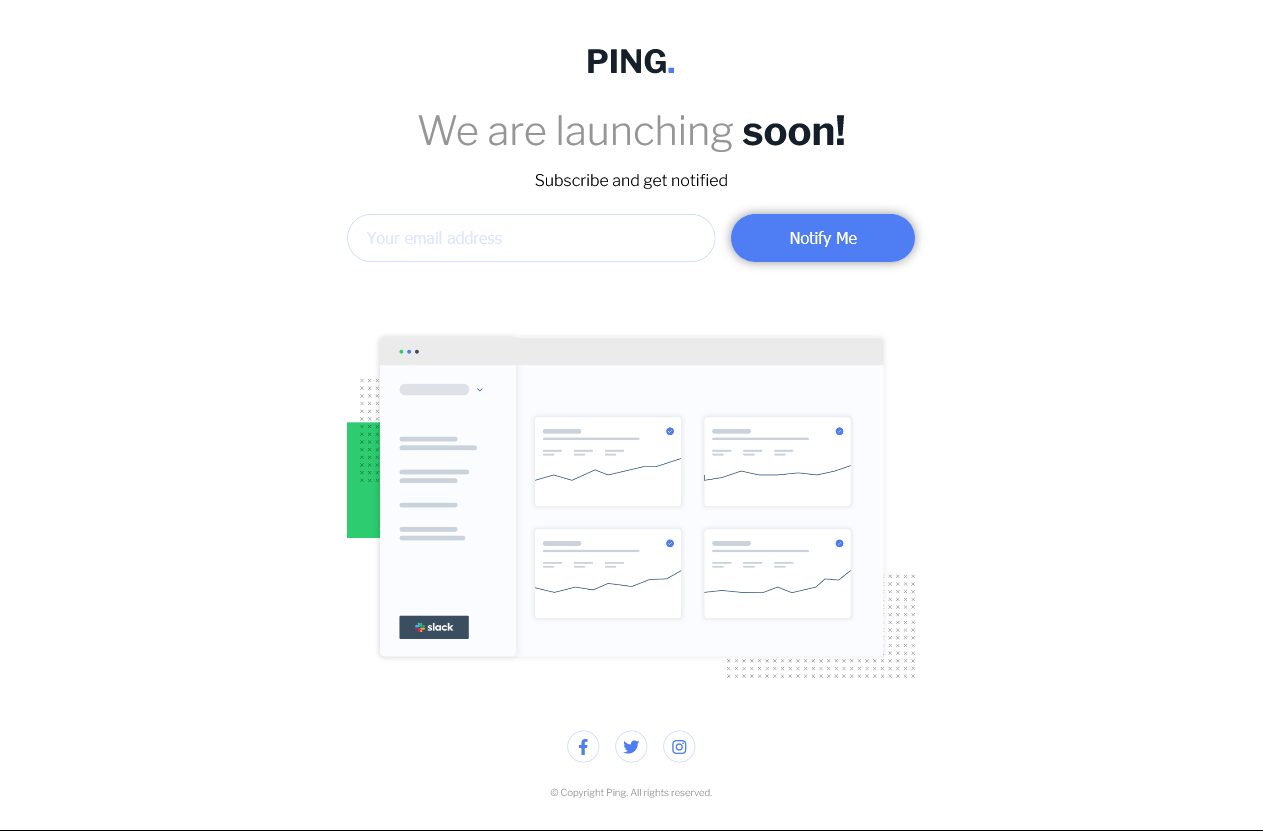 PING.
We are launching soon!
Subscribe and get notified
Your email address
Notify Me
slack
© Copyright Ping. All rights reserved.